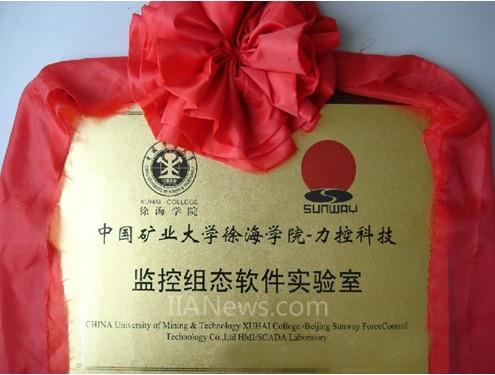 XUHAI COLLEGE
徐海学院
SUNWAY
中国矿业大学徐海学院-力控科技
监控组态软件实验室
IIANews.com
CHINA University of Mining & Technology XUHAI College -Beijing Sunway ForceControl
Technology Co.,Ltd HMI/SCADA Laboratory